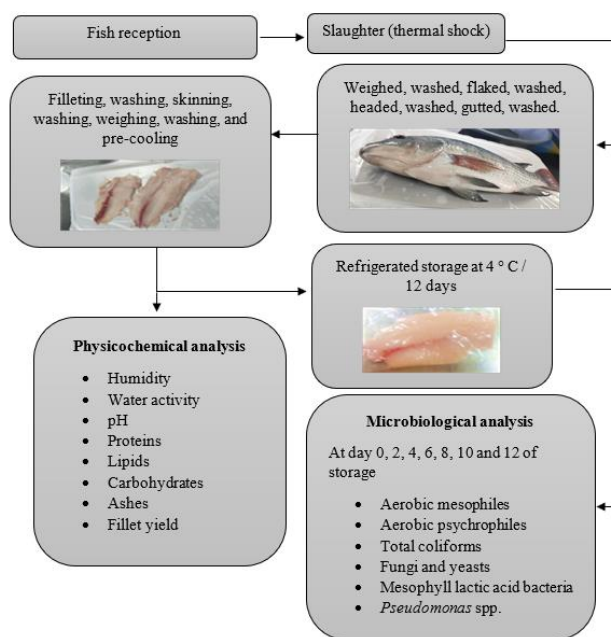 Fish reception
Slaughter (thermal shock)
Weighed, washed, flaked, washed,
headed, washed, gutted, washed.
Filleting, washing, skinning,
washing, weighing, washing, and
pre-cooling
Refrigerated storage at 4 ° C /
12 days
Physicochemical analysis
• Humidity
• Water activity
• pH
• Proteins
• Lipids
• Carbohydrates
• Ashes
• Fillet yield
Microbiological analysis
At day 0, 2, 4, 6, 8, 10 and 12 of
storage
• Aerobic mesophiles
• Aerobic psychrophiles
• Total coliforms
• Fungi and yeasts
• Mesophyll lactic acid bacteria
• Pseudomonas spp.